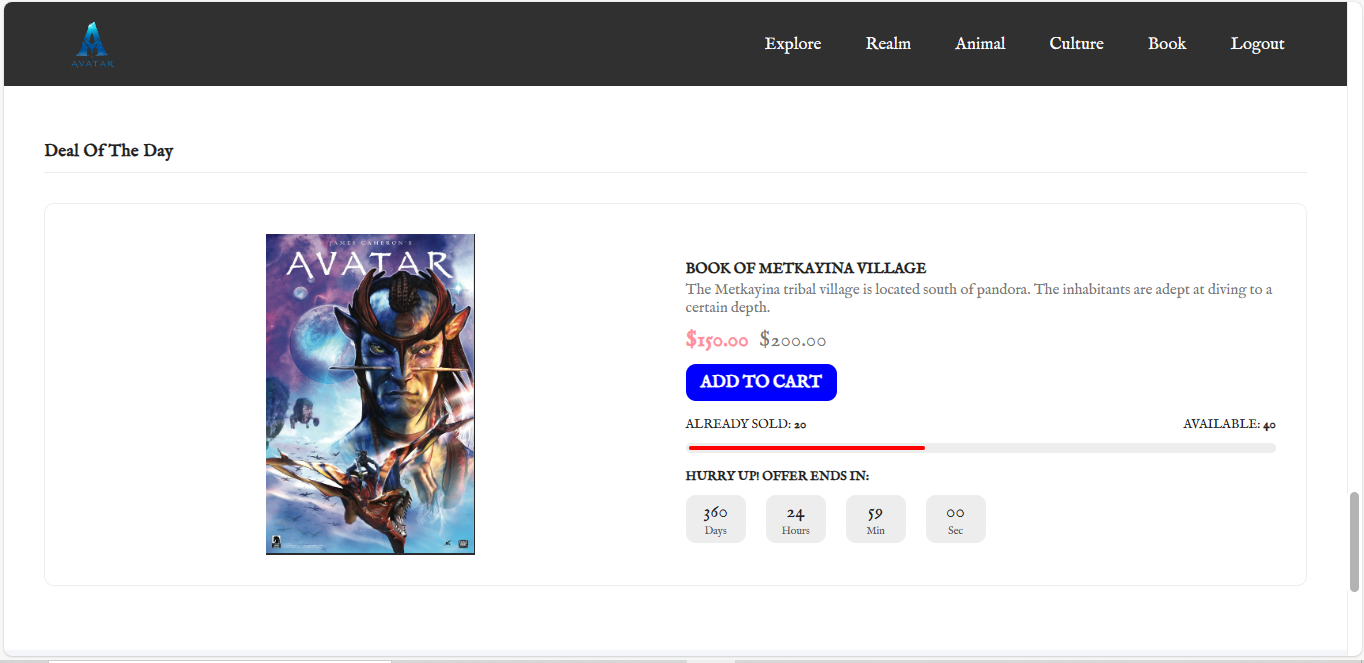 AVATAR
Explore Realm Animal Culture Book Logout
Deal Of The Day
JAMES CAMERON'S
AVATAR
BOOK OF METKAYINA VILLAGE
The Metkayina tribal village is located south of pandora. The inhabitants are adept at diving to a
certain depth.
$150.00 $200.00
ADD TO CART
ALREADY SOLD: 20 AVAILABLE: 40
HURRY UP! OFFER ENDS IN:
360 24 59 00
Days Hours Min Sec